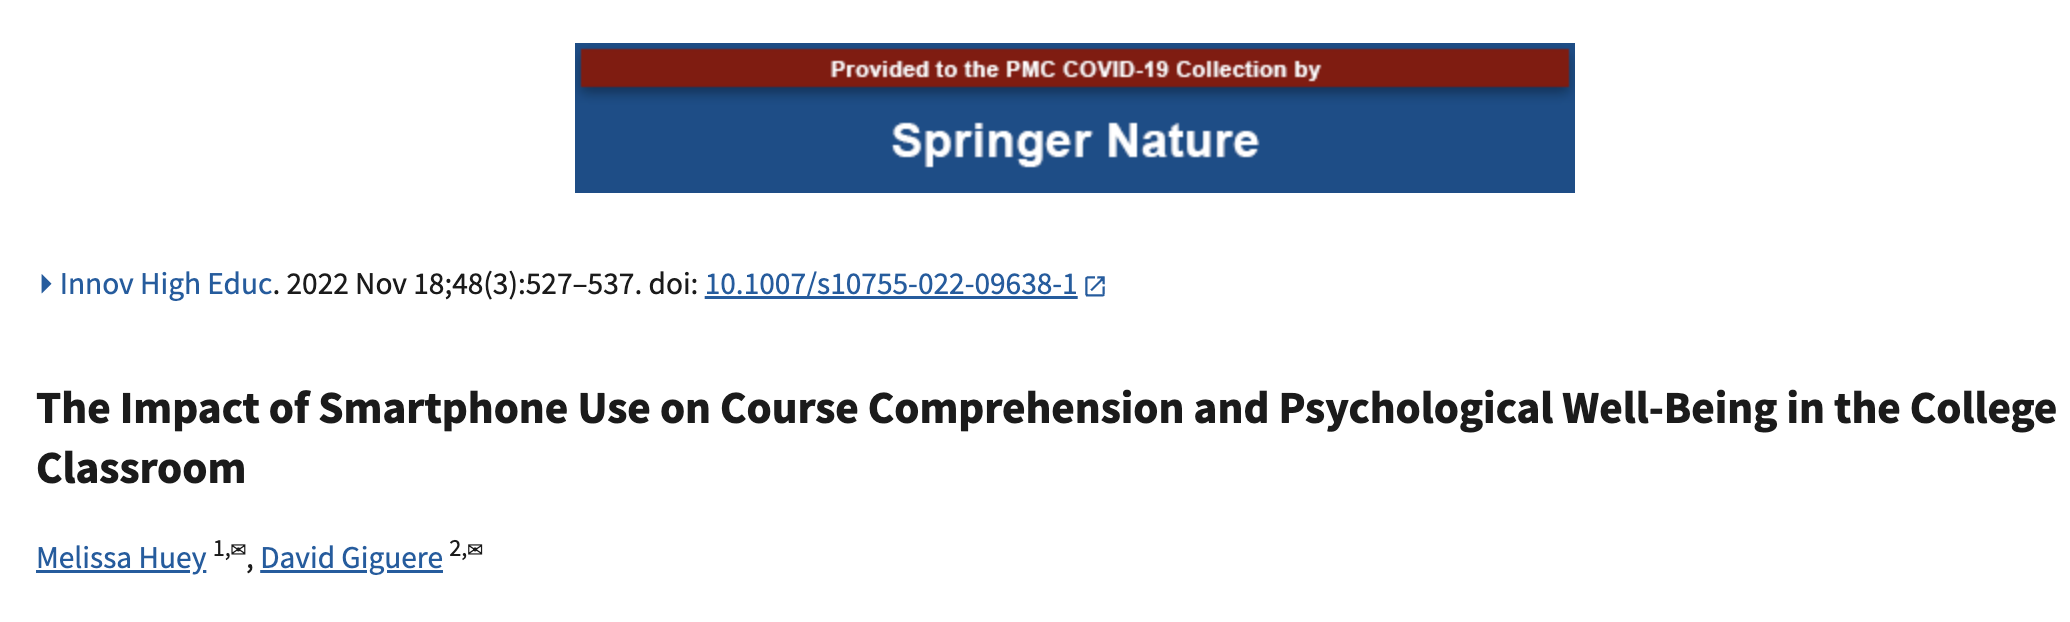 Provided to the PMC COVID-19 Collection by
Springer Nature
Innov High Educ. 2022 Nov 18;48(3):527–537. doi: 10.1007/s10755-022-09638-1
The Impact of Smartphone Use on Course Comprehension and Psychological Well-Being in the College
Classroom
Melissa Huey 1,✉, David Giguere 2,✉